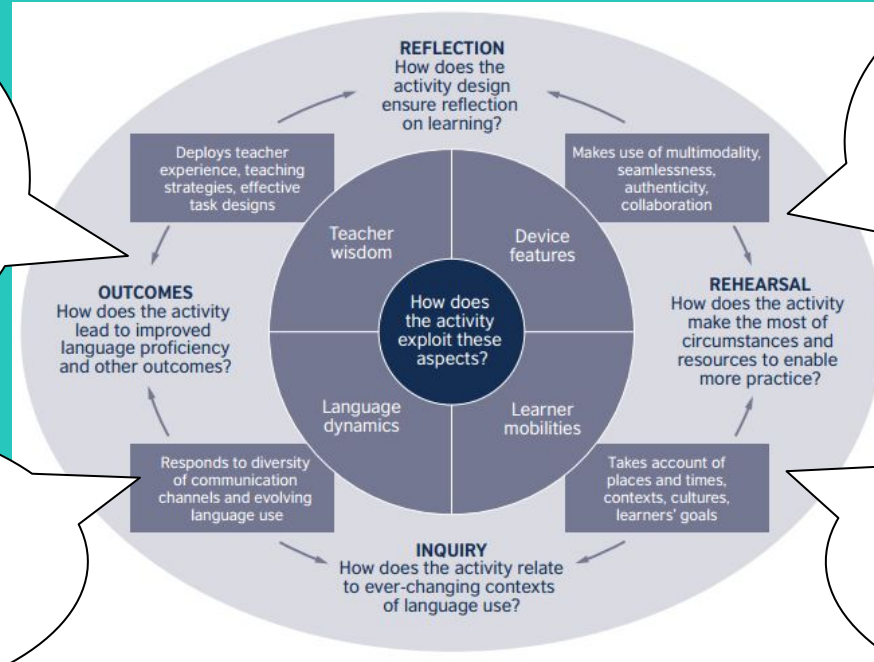 REFLECTION
How does the
activity design
ensure reflection
on learning?
Deploys teacher
experience, teaching
strategies, effective
task designs
Makes use of multimodality,
seamlessness,
authenticity,
collaboration
Teacher
wisdom
Device
features
OUTCOMES
How does the activity
lead to improved
language proficiency
and other outcomes?
How does
the activity
exploit these
aspects?
REHEARSAL
How does the activity
make the most of
circumstances and
resources to enable
more practice?
Language
dynamics
Learner
mobilities
Responds to diversity
of communication
channels and evolving
language use
Takes account of
places and times,
contexts, cultures,
learners' goals
INQUIRY
How does the activity relate
to ever-changing contexts
of language use?